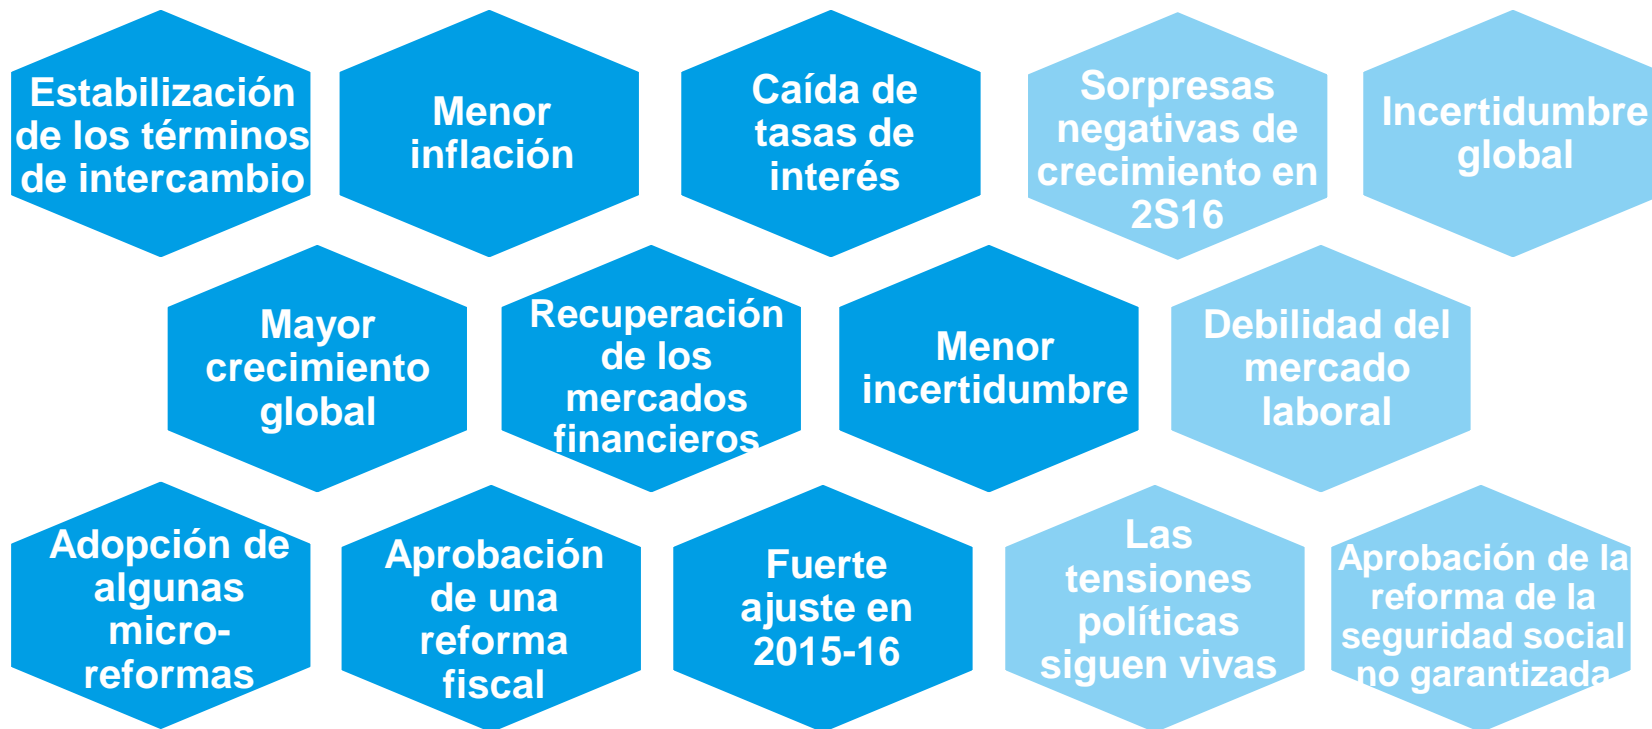 Estabilización
de los términos
de intercambio
Menor
inflación
Caída de
tasas de
interés
Sorpresas
negativas de
crecimiento en
2S16
Incertidumbre
global
Mayor
crecimiento
global
Recuperación
de los
mercados
financieros
Menor
incertidumbre
Debilidad del
mercado
laboral
Adopción de
algunas
micro-
reformas
Aprobación
de una
reforma
fiscal
Fuerte
ajuste en
2015-16
Las
tensiones
políticas
siguen vivas
Aprobación de la
reforma de la
seguridad social
no garantizada